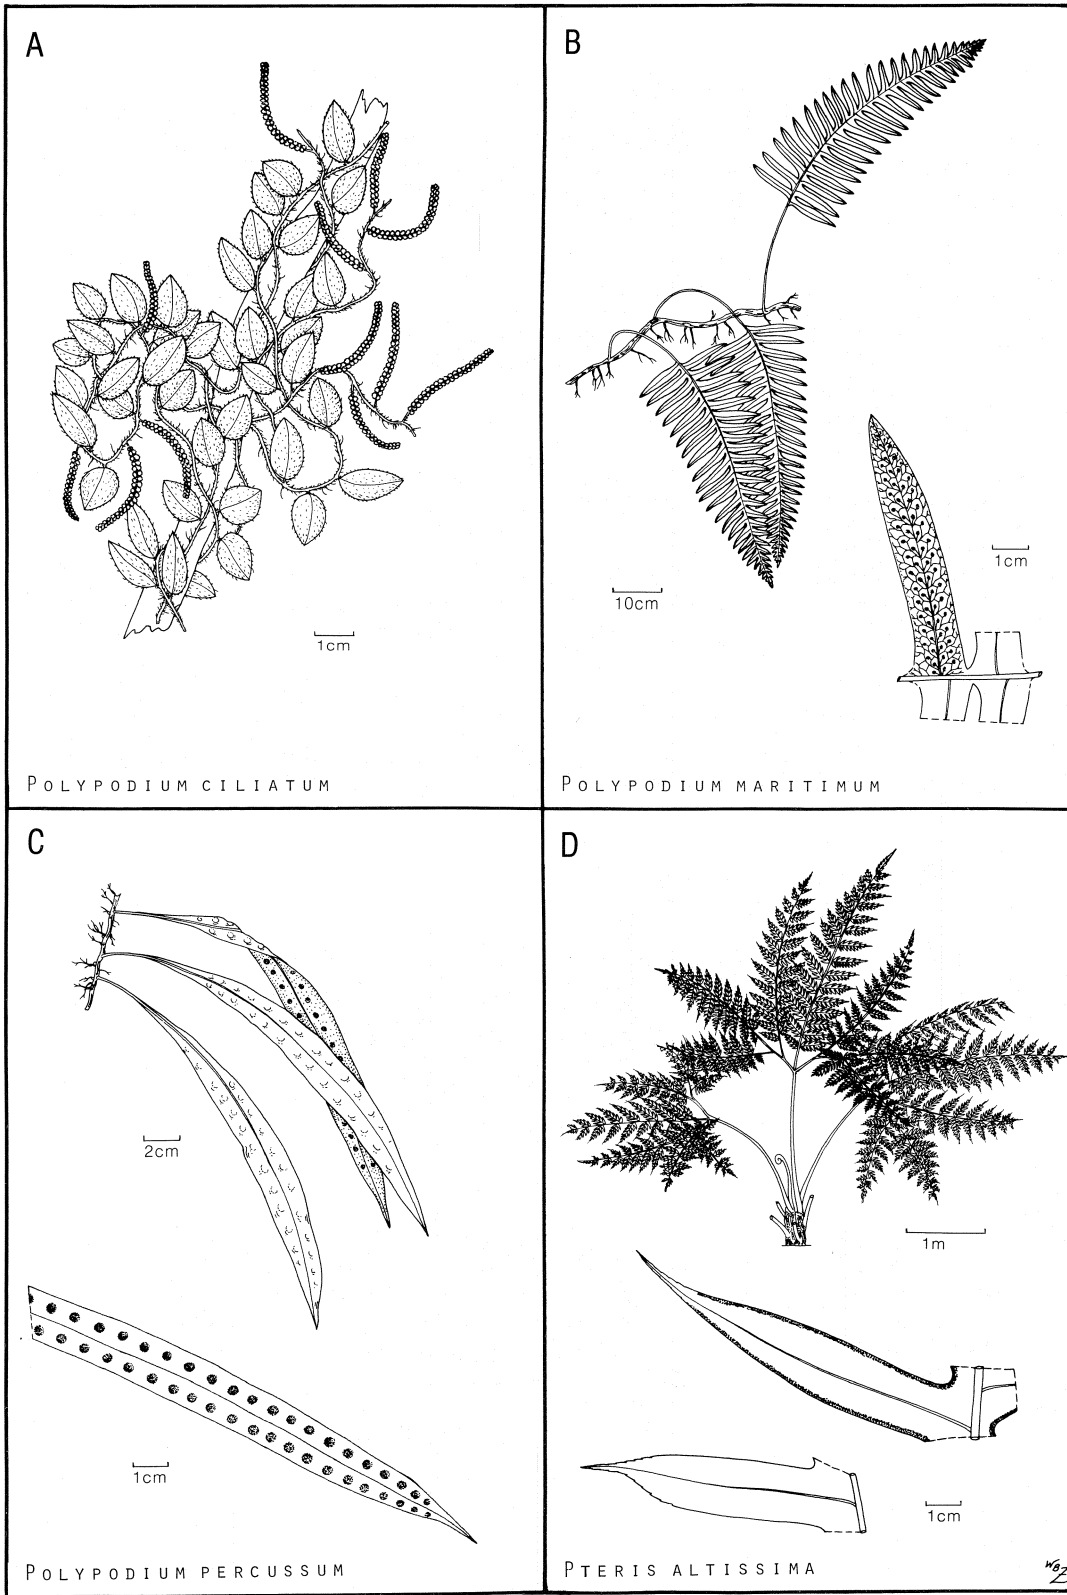 A
1cm
POLYPODIUM CILIATUM
B
10cm
1cm
POLYPODIUM MARITIMUM
C
2cm
1cm
POLYPODIUM PERCUSSUM
D
1m
1cm
PTERIS ALTISSIMA